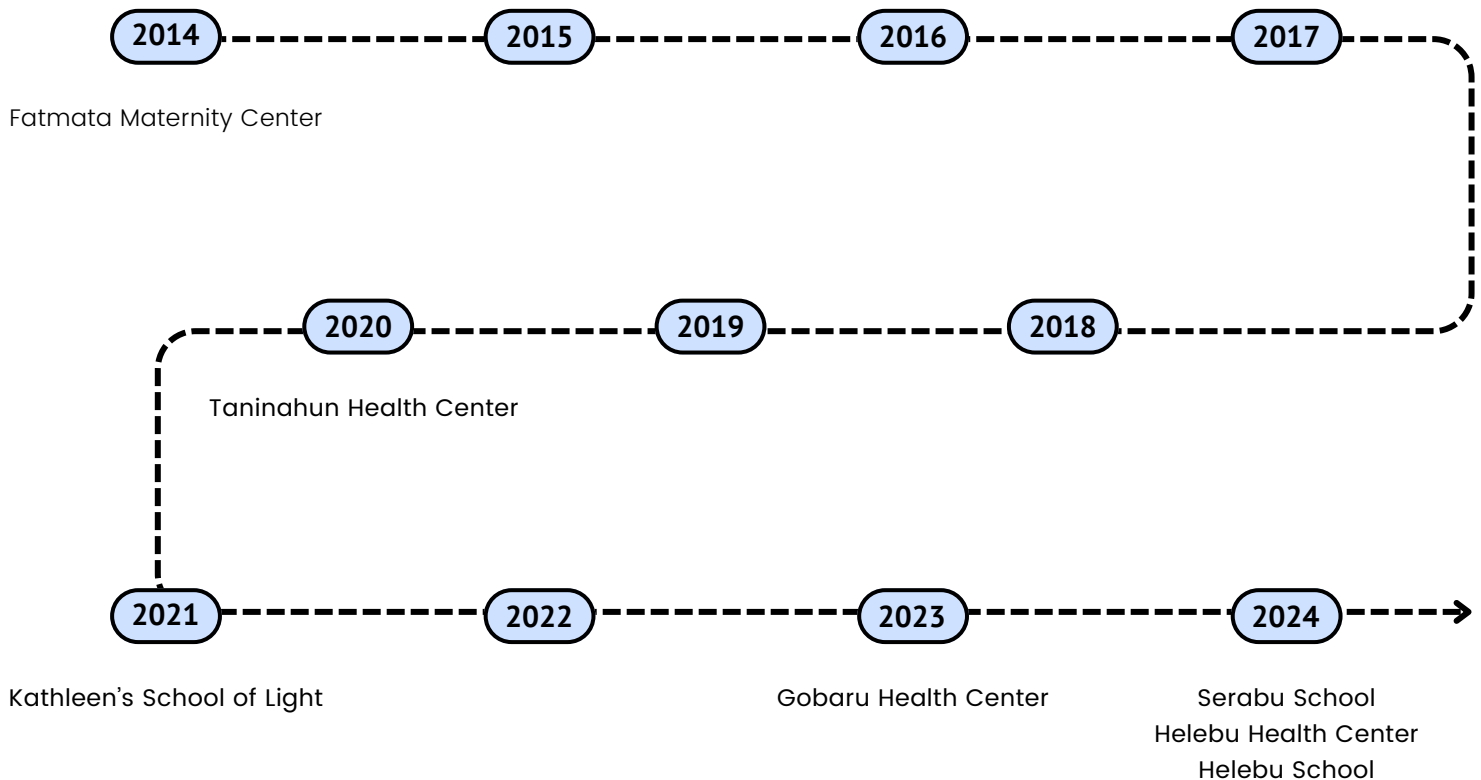 2014
2015
2016
2017
Fatmata Maternity Center
2018
2019
2020
Taninahun Health Center
2021
2022
2023
2024
Kathleen's School of Light
Gobaru Health Center
Serabu School
Helebu Health Center
Helebu School